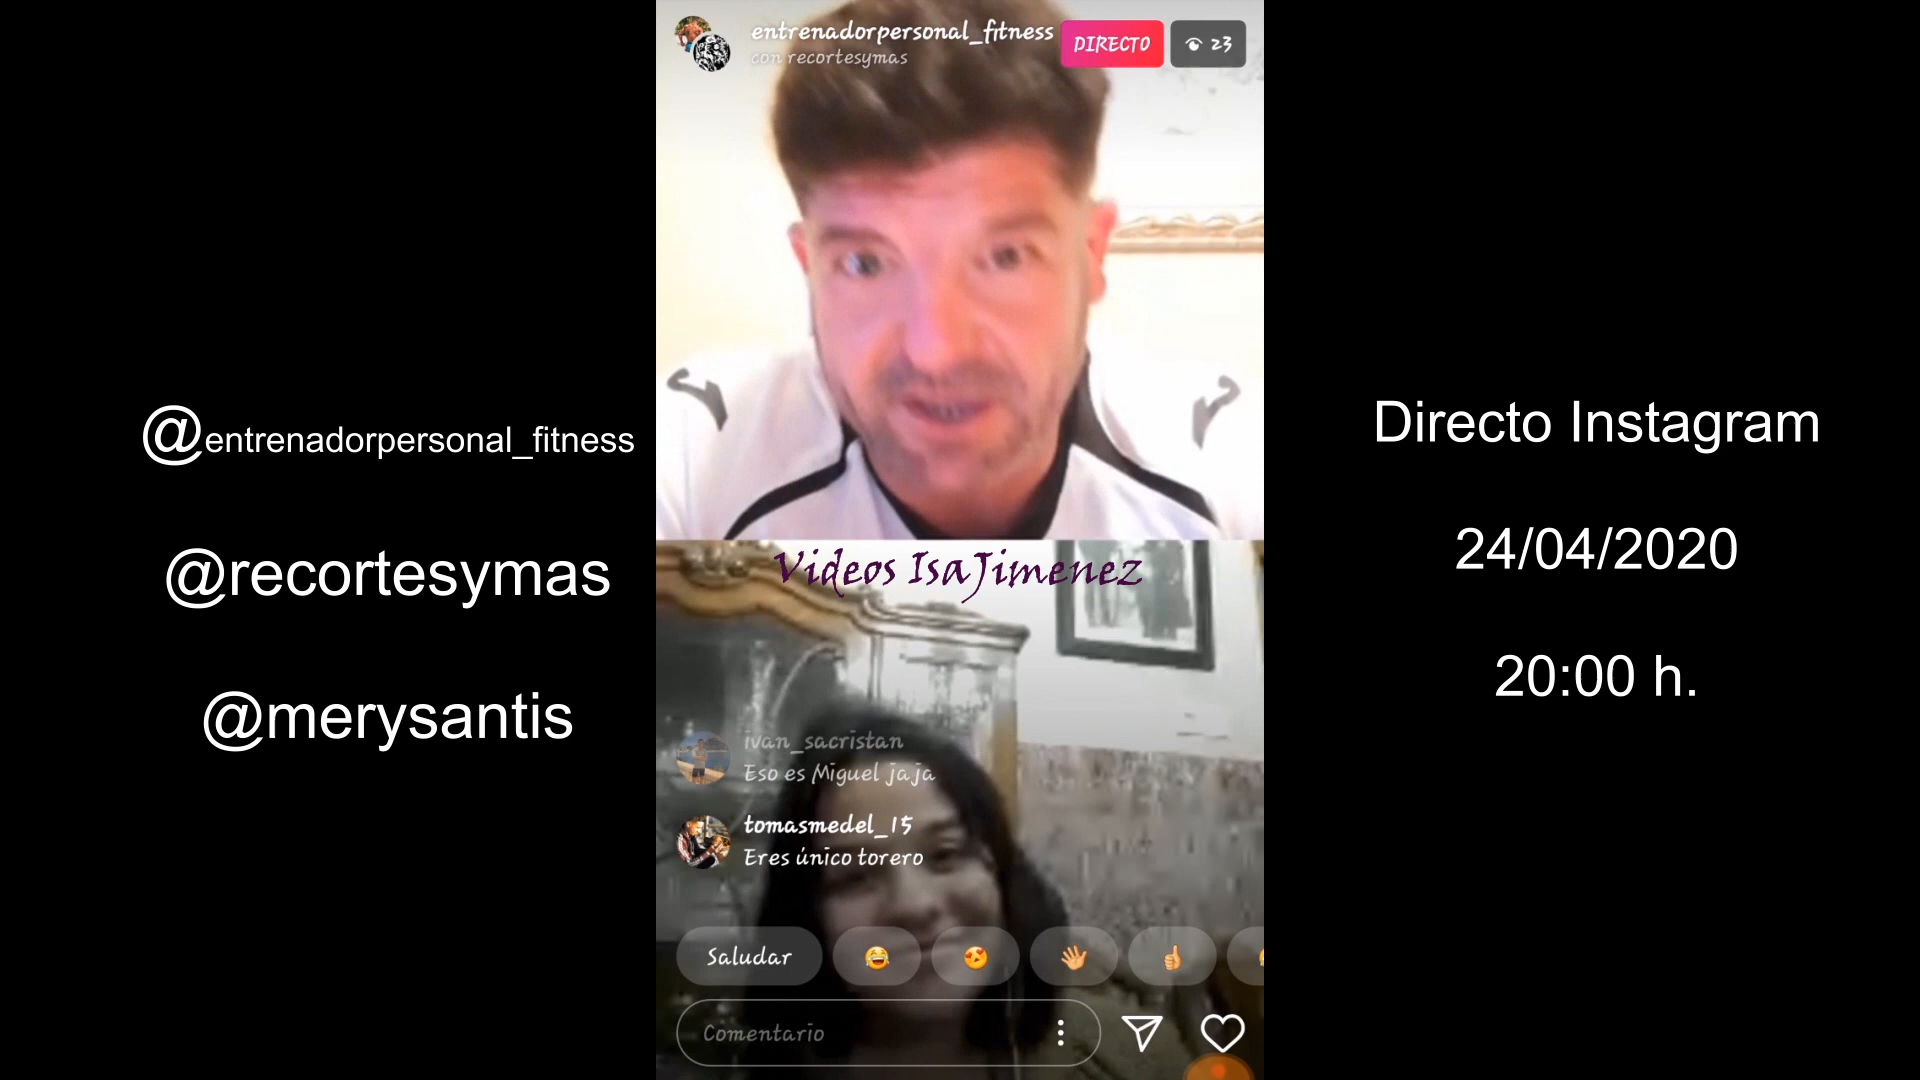 @entrenadorpersonal_fitness
@recortesymas
@merysantis
entrenadorpersonal_fitness
con recortesymas
DIRECTO
23
Videos IsaJimenez
ivan_sacristan
Eso es Miguel jaja
tomasmedel_15
Eres único torero
Saludar
Comentario
Directo Instagram
24/04/2020
20:00 h.